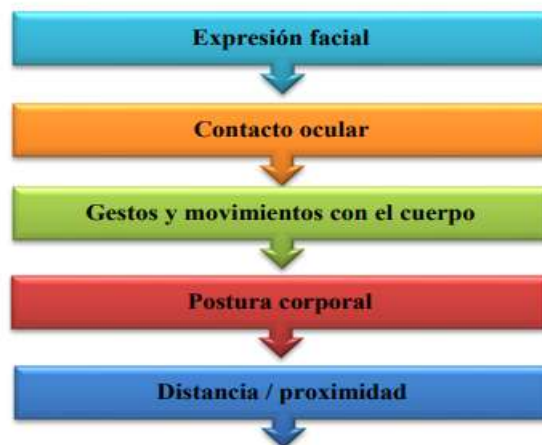 Expresión facial
Contacto ocular
Gestos y movimientos con el cuerpo
Postura corporal
Distancia / proximidad